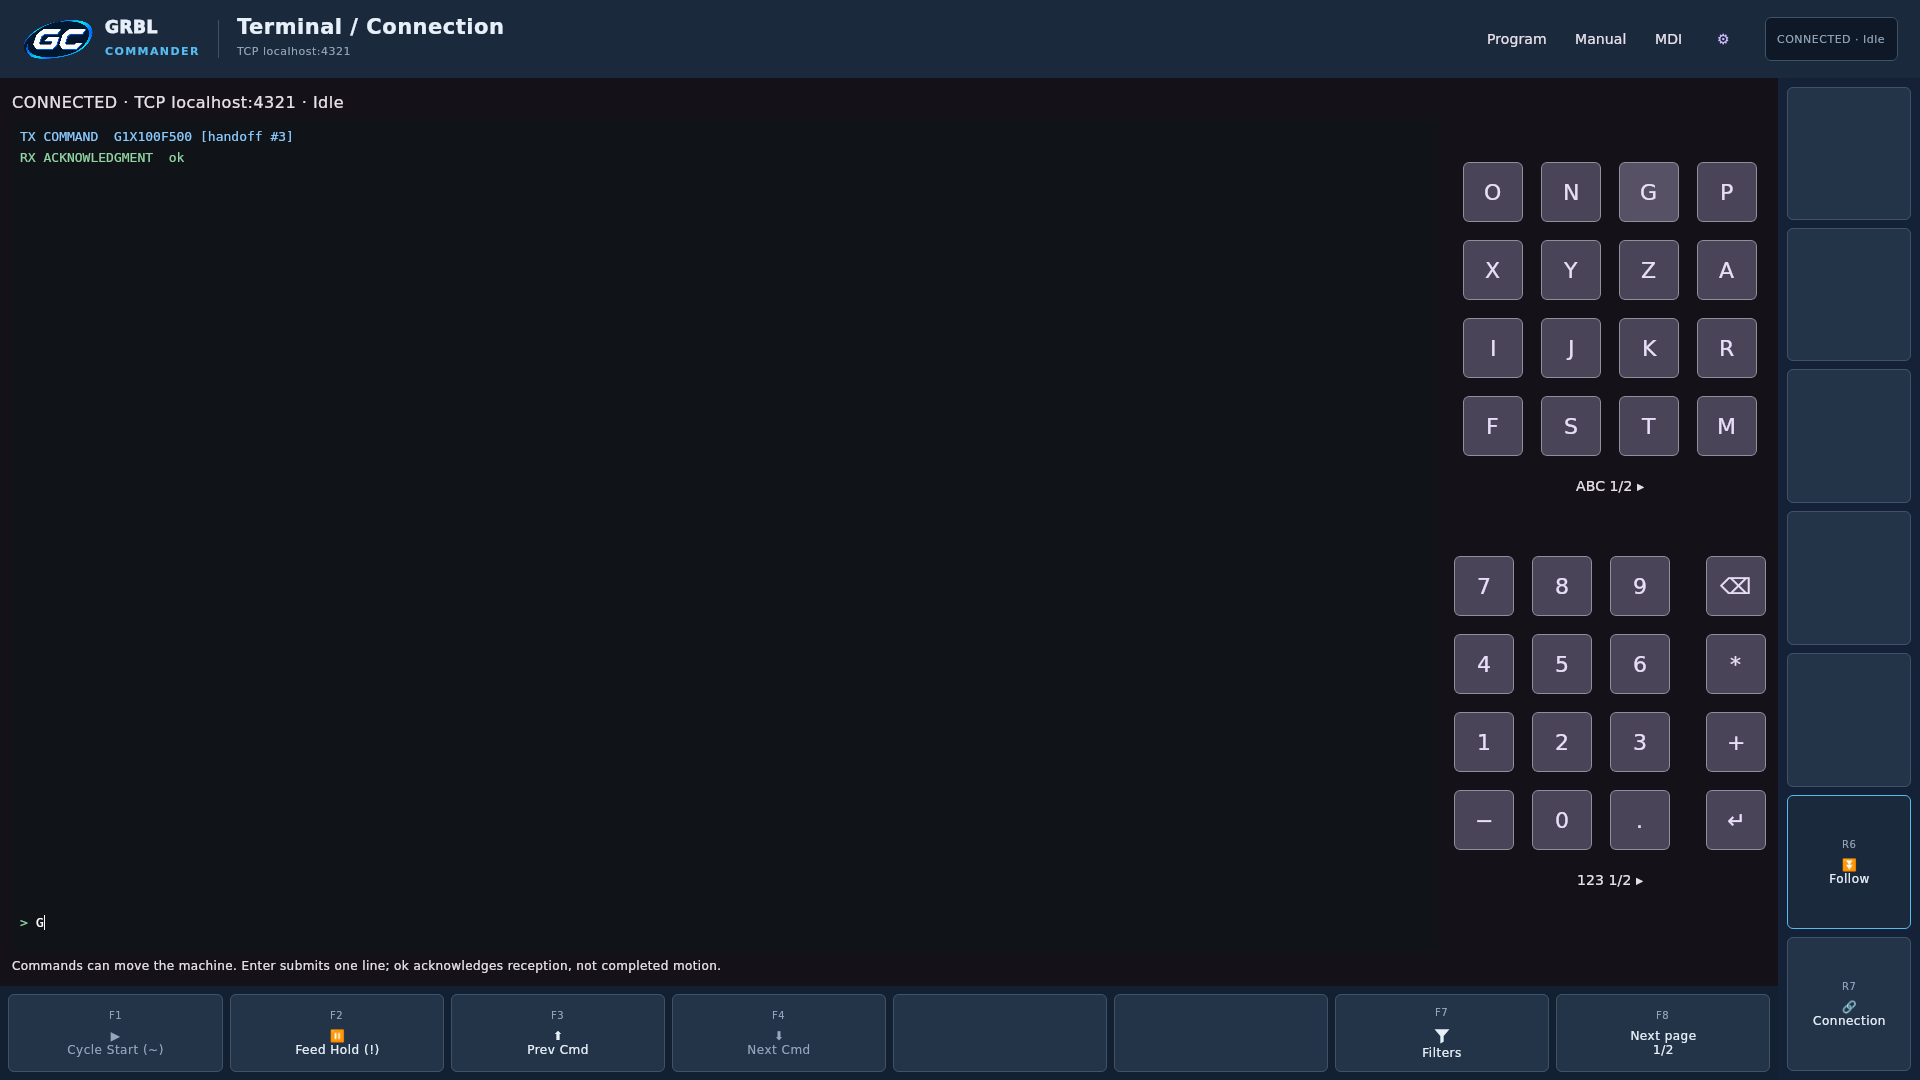 GC GRBL
COMMANDER
Terminal / Connection
TCP localhost:4321
Program Manual MDI ⚙ CONNECTED · Idle
CONNECTED · TCP localhost:4321 · Idle
TX COMMAND  G1X100F500 [handoff #3]
RX ACKNOWLEDGMENT  ok
O N G P
X Y Z A
I J K R
F S T M
ABC 1/2 ▸
7 8 9 ⌫
4 5 6 *
1 2 3 +
− 0 . ↵
123 1/2 ▸
> G
Commands can move the machine. Enter submits one line; ok acknowledges reception, not completed motion.
R6
⏬
Follow
R7
🔗
Connection
F1
▶
Cycle Start (~)
F2
⏸
Feed Hold (!)
F3
⬆
Prev Cmd
F4
⬇
Next Cmd
F7
Filters
F8
Next page
1/2